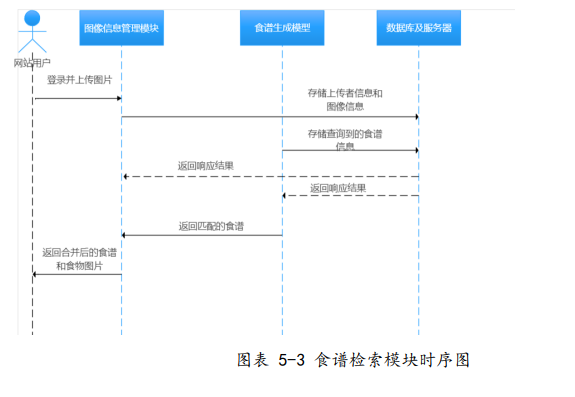 图像信息管理模块
食谱生成模型
数据库及服务器
网站用户
登录并上传图片
存储上传者信息和
图像信息
存储查询到的食谱
信息
返回响应结果
返回响应结果
返回匹配的食谱
返回合并后的食谱
和食物图片
图表 5-3 食谱检索模块时序图